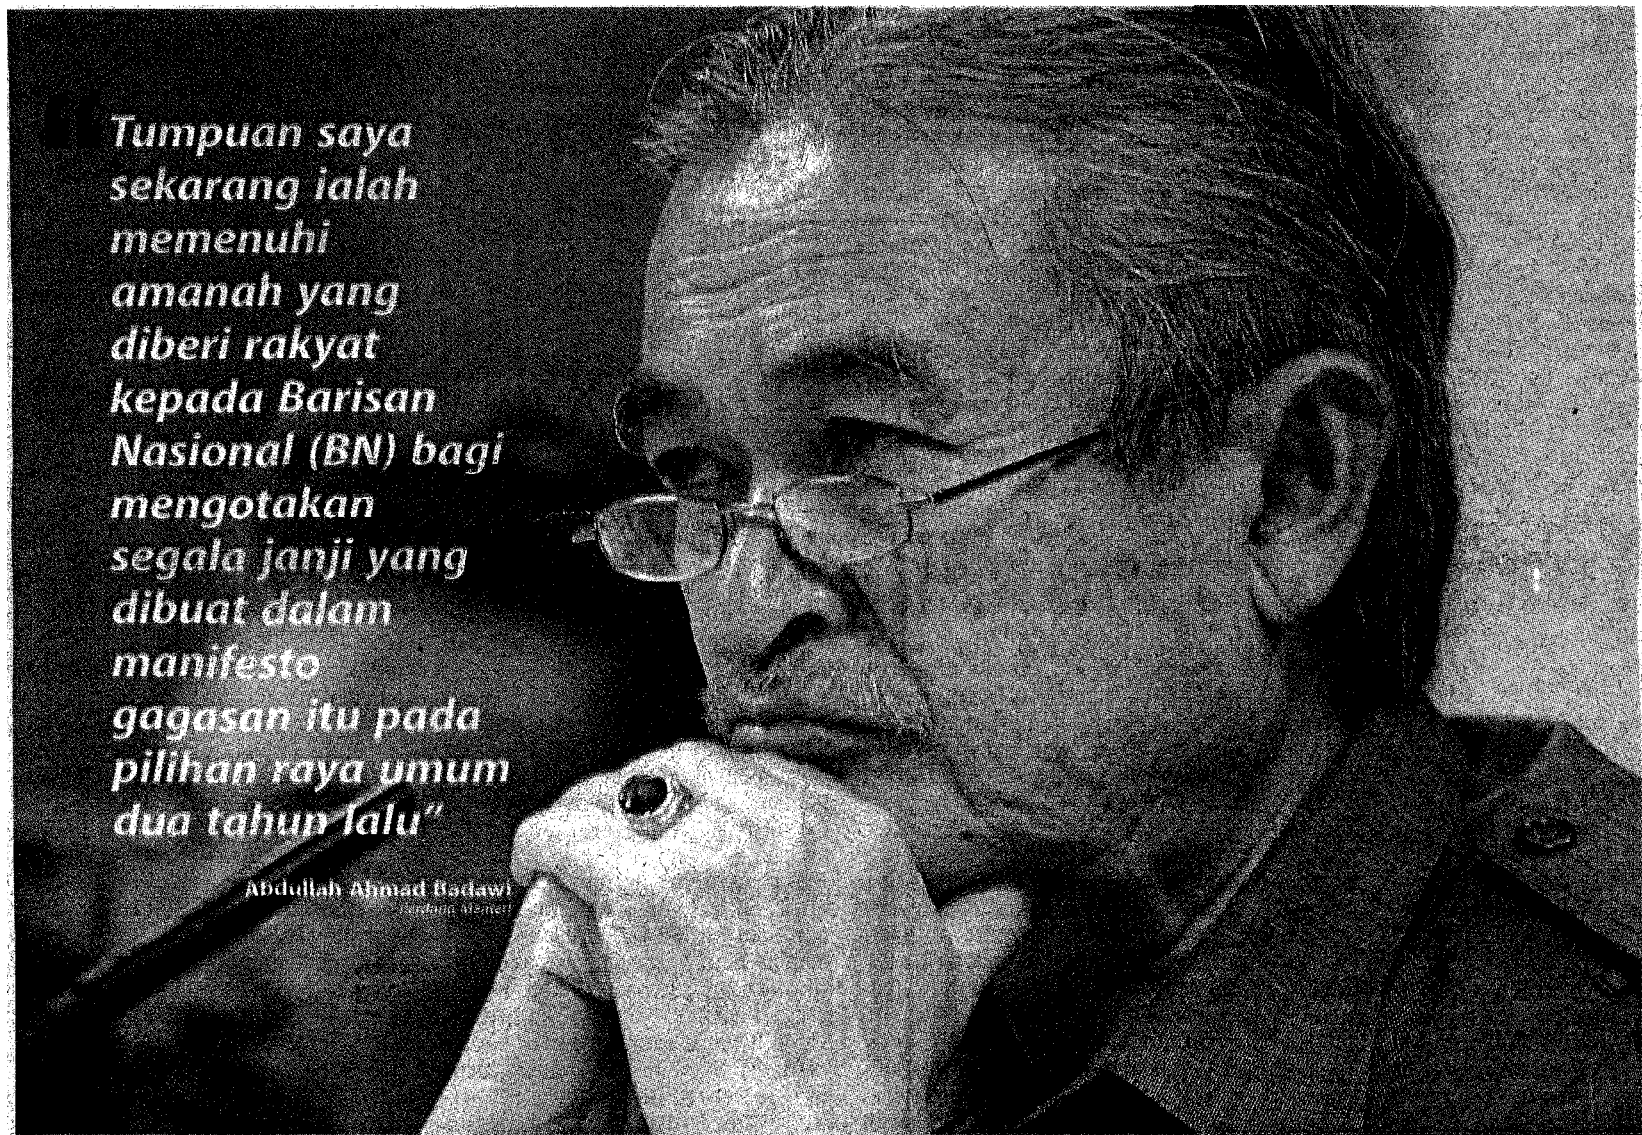 “Tumpuan saya
sekarang ialah
memenuhi
amanah yang
diberi rakyat
kepada Barisan
Nasional (BN) bagi
mengotakan
segala janji yang
dibuat dalam
manifesto
gagasan itu pada
pilihan raya umum
dua tahun lalu”
Abdullah Ahmad Badawi